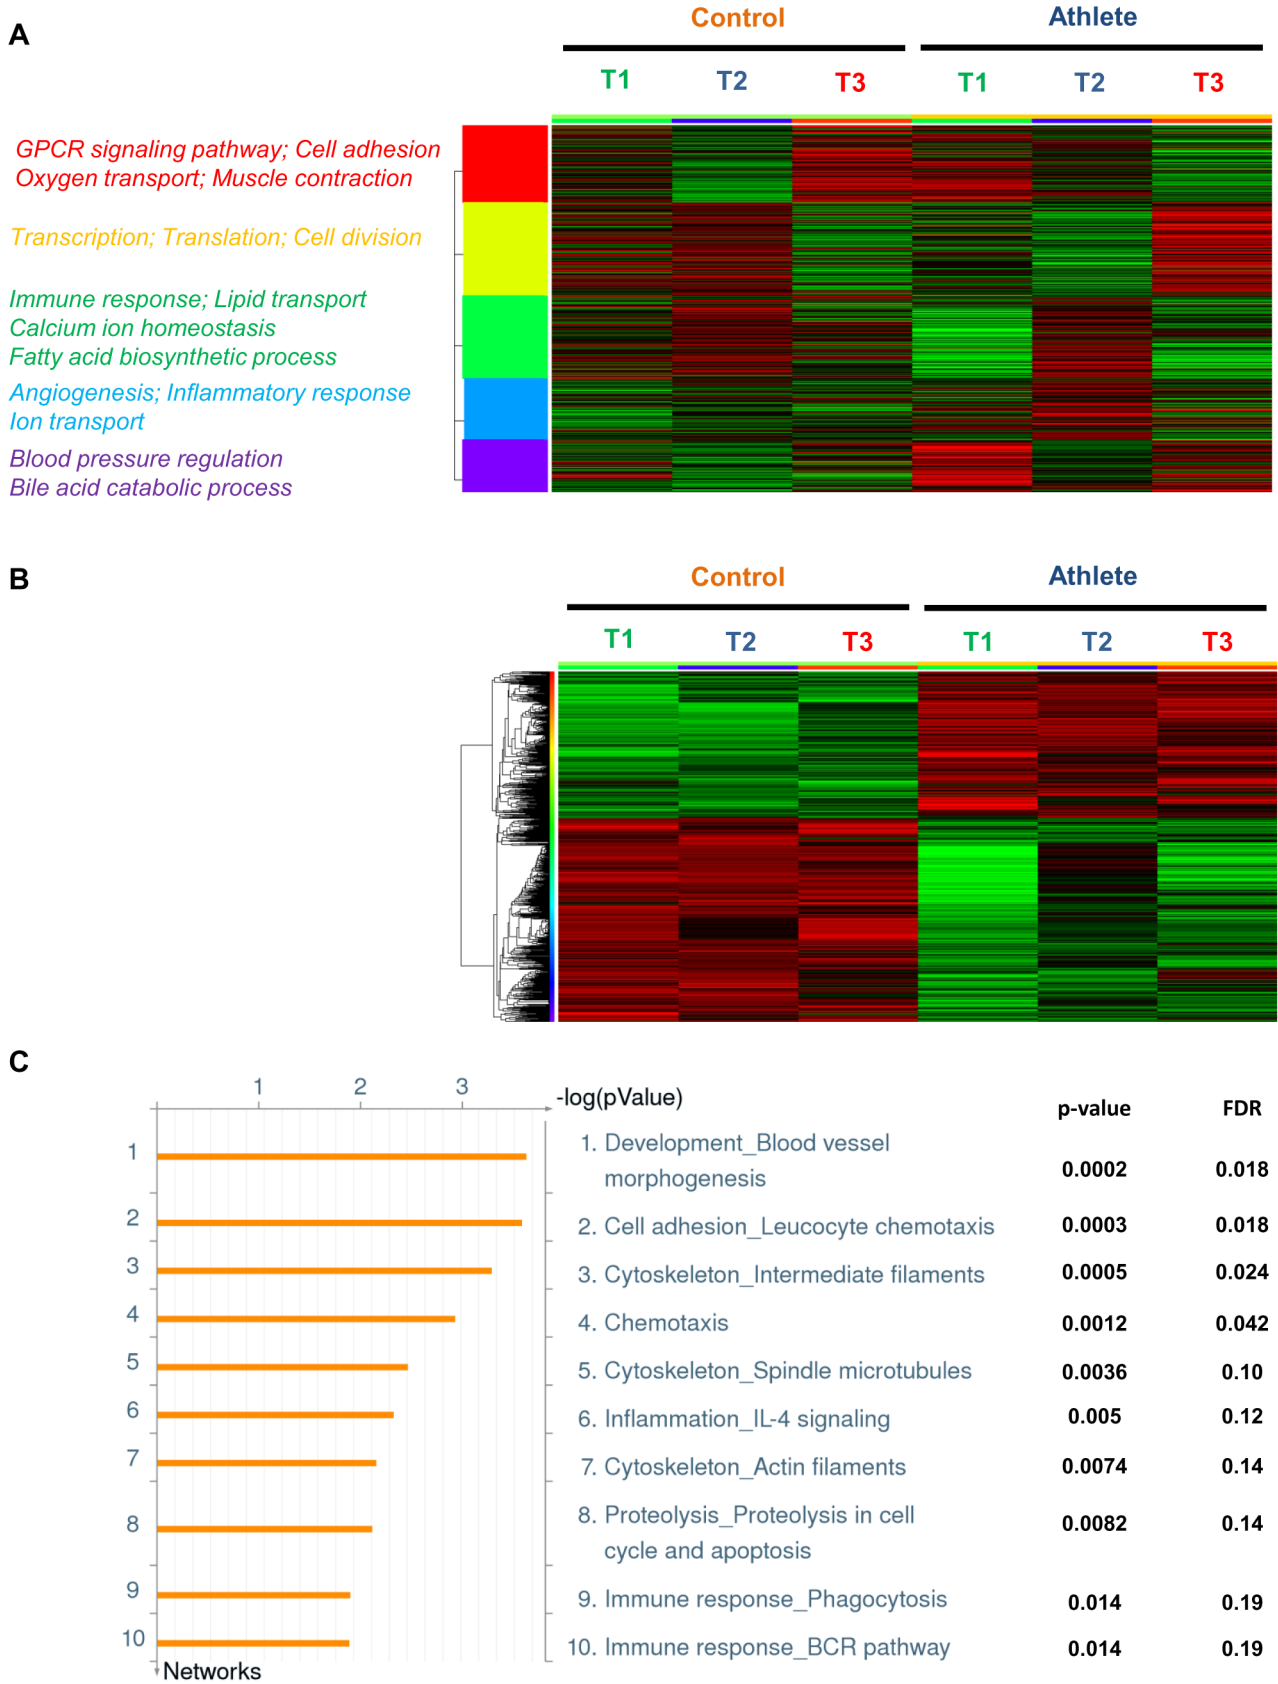 A
Control
Athlete
T1
T2
T3
T1
T2
T3
GPCR signaling pathway; Cell adhesion
Oxygen transport; Muscle contraction
Transcription; Translation; Cell division
Immune response; Lipid transport
Calcium ion homeostasis
Fatty acid biosynthetic process
Angiogenesis; Inflammatory response
Ion transport
Blood pressure regulation
Bile acid catabolic process
B
Control
Athlete
T1
T2
T3
T1
T2
T3
C
1 2 3
-log(pValue)
p-value FDR
1 1. Development_Blood vessel
morphogenesis 0.0002 0.018
2 2. Cell adhesion_Leucocyte chemotaxis 0.0003 0.018
3 3. Cytoskeleton_Intermediate filaments 0.0005 0.024
4 4. Chemotaxis 0.0012 0.042
5 5. Cytoskeleton_Spindle microtubules 0.0036 0.10
6 6. Inflammation_IL-4 signaling 0.005 0.12
7 7. Cytoskeleton_Actin filaments 0.0074 0.14
8 8. Proteolysis_Proteolysis in cell 0.0082 0.14
cycle and apoptosis
9 9. Immune response_Phagocytosis 0.014 0.19
10 10. Immune response_BCR pathway 0.014 0.19
Networks